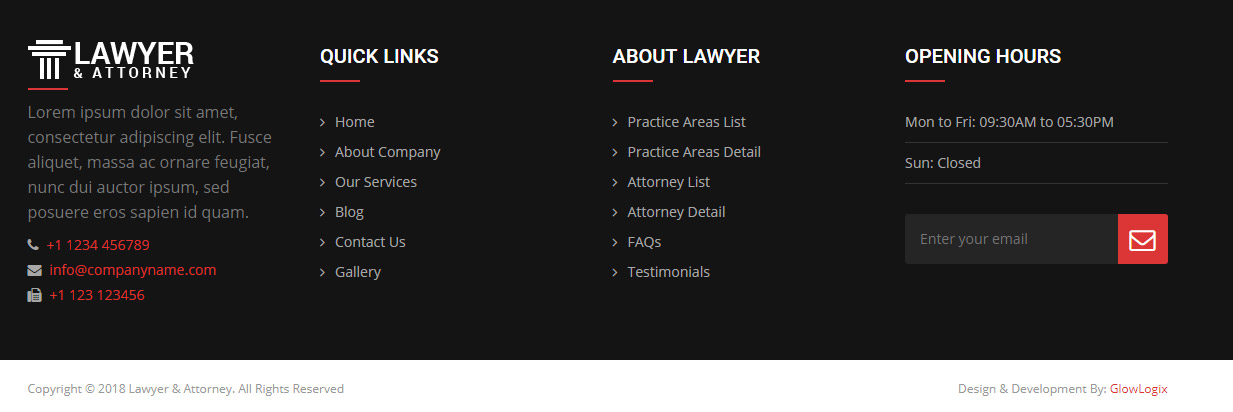 LAWYER
& ATTORNEY
Lorem ipsum dolor sit amet,
consectetur adipiscing elit. Fusce
aliquet, massa ac ornare feugiat,
nunc dui auctor ipsum, sed
posuere eros sapien id quam.
+1 1234 456789
info@companyname.com
+1 123 123456
QUICK LINKS
Home
About Company
Our Services
Blog
Contact Us
Gallery
ABOUT LAWYER
Practice Areas List
Practice Areas Detail
Attorney List
Attorney Detail
FAQs
Testimonials
OPENING HOURS
Mon to Fri: 09:30AM to 05:30PM
Sun: Closed
Enter your email
Copyright © 2018 Lawyer & Attorney. All Rights Reserved
Design & Development By: GlowLogix